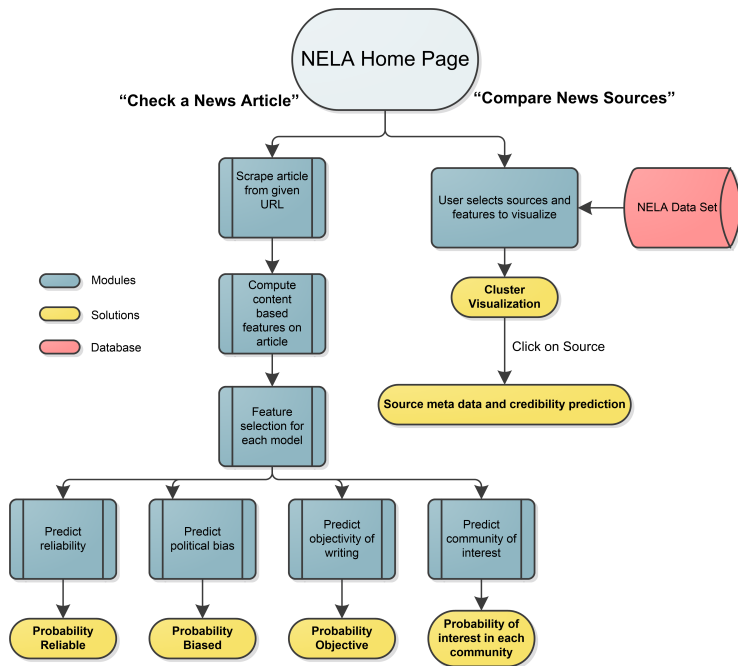 NELA Home Page
“Check a News Article”
“Compare News Sources”
Scrape article
from given
URL
User selects sources and
features to visualize
NELA Data Set
Compute
content
based
features on
article
Cluster
Visualization
Modules
Solutions
Database
Click on Source
Source meta data and credibility prediction
Feature
selection for
each model
Predict
reliability
Predict
political bias
Predict
objectivity of
writing
Predict
community of
interest
Probability
Reliable
Probability
Biased
Probability
Objective
Probability of
interest in each
community